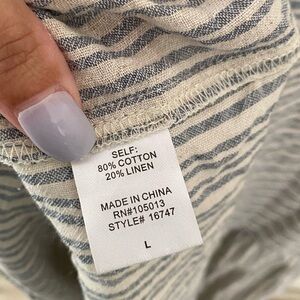 SELF:
80% COTTON
20% LINEN
MADE IN CHINA
RN#105013
STYLE# 16747
L